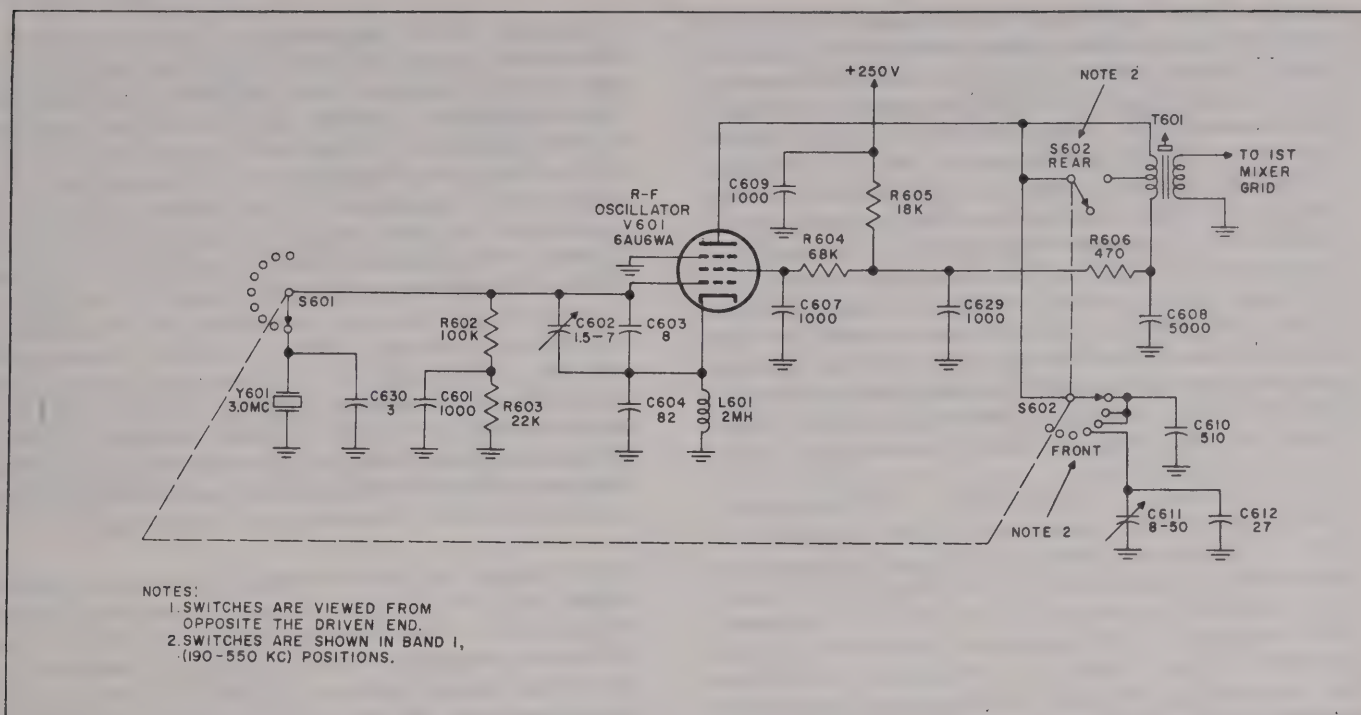 +250V
NOTE 2
T601
S602
REAR
TO 1ST
MIXER
GRID
C609
1000
R605
18K
R-F
OSCILLATOR
V601
6AU6WA
R604
68K
R606
470
S601
C607
1000
C629
1000
C608
5000
R602
100K
C602
1.5-7
C603
8
Y601
3.0MC
C630
3
C601
1000
R603
22K
C604
82
L601
2MH
S602
FRONT
C610
510
NOTE 2
C611
8-50
C612
27
NOTES:
1. SWITCHES ARE VIEWED FROM
OPPOSITE THE DRIVEN END.
2. SWITCHES ARE SHOWN IN BAND 1,
(190-550 KC) POSITIONS.